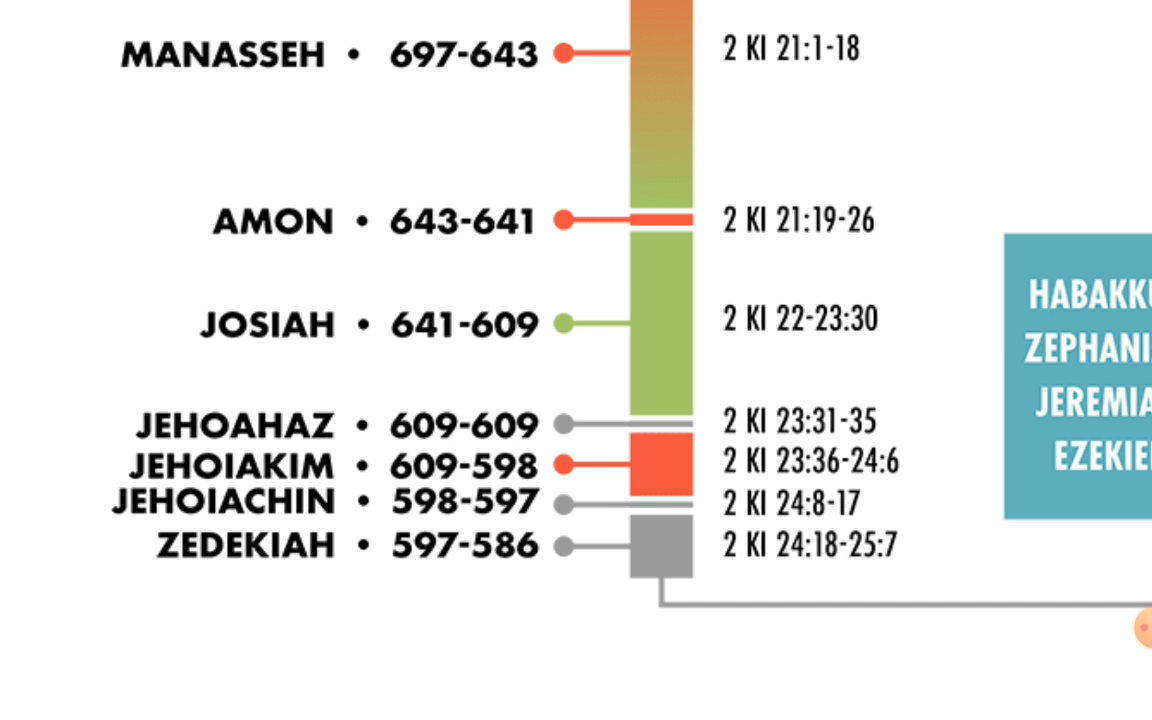 MANASSEH • 697-643 2 KI 21:1-18
AMON • 643-641 2 KI 21:19-26
JOSIAH • 641-609 2 KI 22-23:30
JEHOAHAZ • 609-609 2 KI 23:31-35
JEHOIAKIM • 609-598 2 KI 23:36-24:6
JEHOIACHIN • 598-597 2 KI 24:8-17
ZEDEKIAH • 597-586 2 KI 24:18-25:7